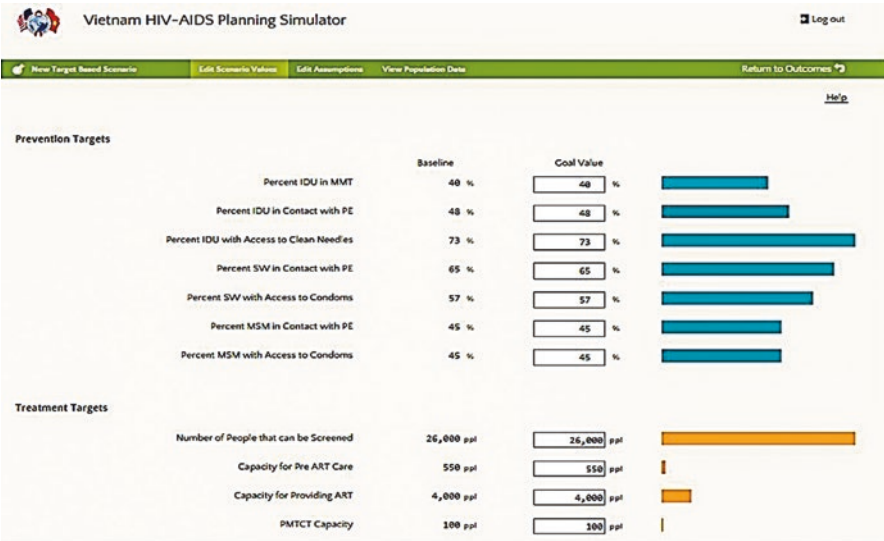 Vietnam HIV-AIDS Planning Simulator
Log out
New Target Based Scenario Edit Scenario Values Edit Assumptions View Population Data Return to Outcomes
Help
Prevention Targets
Baseline Goal Value
Percent IDU in MMT 40 % 40 %
Percent IDU in Contact with PE 48 % 48 %
Percent IDU with Access to Clean Needles 73 % 73 %
Percent SW in Contact with PE 65 % 65 %
Percent SW with Access to Condoms 57 % 57 %
Percent MSM in Contact with PE 45 % 45 %
Percent MSM with Access to Condoms 45 % 45 %
Treatment Targets
Number of People that can be Screened 26,000 ppl 26,000 ppl
Capacity for Pre ART Care 550 ppl 550 ppl
Capacity for Providing ART 4,000 ppl 4,000 ppl
PMTCT Capacity 100 ppl 100 ppl